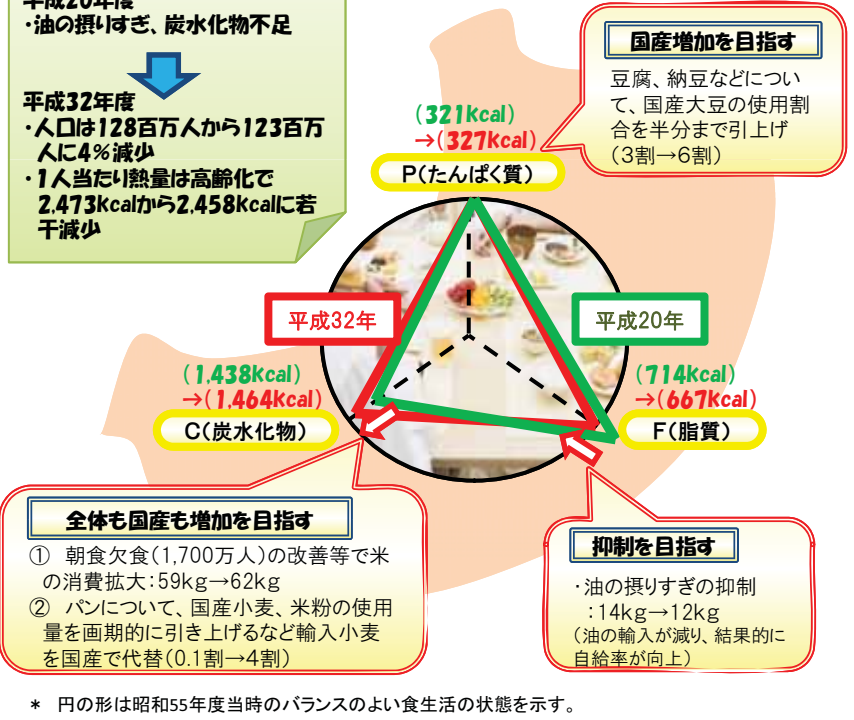 平成20年度
・油の摂りすぎ、炭水化物不足
平成32年度
・人口は128百万人から123百万
人に4%減少
・1人当たり熱量は高齢化で
2,473kcalから2,458kcalに若
干減少
国産増加を目指す
豆腐、納豆などについ
て、国産大豆の使用割
合を半分まで引上げ
(3割→6割)
(321kcal)
→(327kcal)
P(たんぱく質)
平成32年
平成20年
(1,438kcal)
→(1,464kcal)
C(炭水化物)
(714kcal)
→(667kcal)
F(脂質)
全体も国産も増加を目指す
① 朝食欠食(1,700万人)の改善等で米
の消費拡大:59kg→62kg
② パンについて、国産小麦、米粉の使用
量を画期的に引き上げるなど輸入小麦
を国産で代替(0.1割→4割)
抑制を目指す
・油の摂りすぎの抑制
:14kg→12kg
(油の輸入が減り、結果的に
自給率が向上)
* 円の形は昭和55年度当時のバランスのよい食生活の状態を示す。